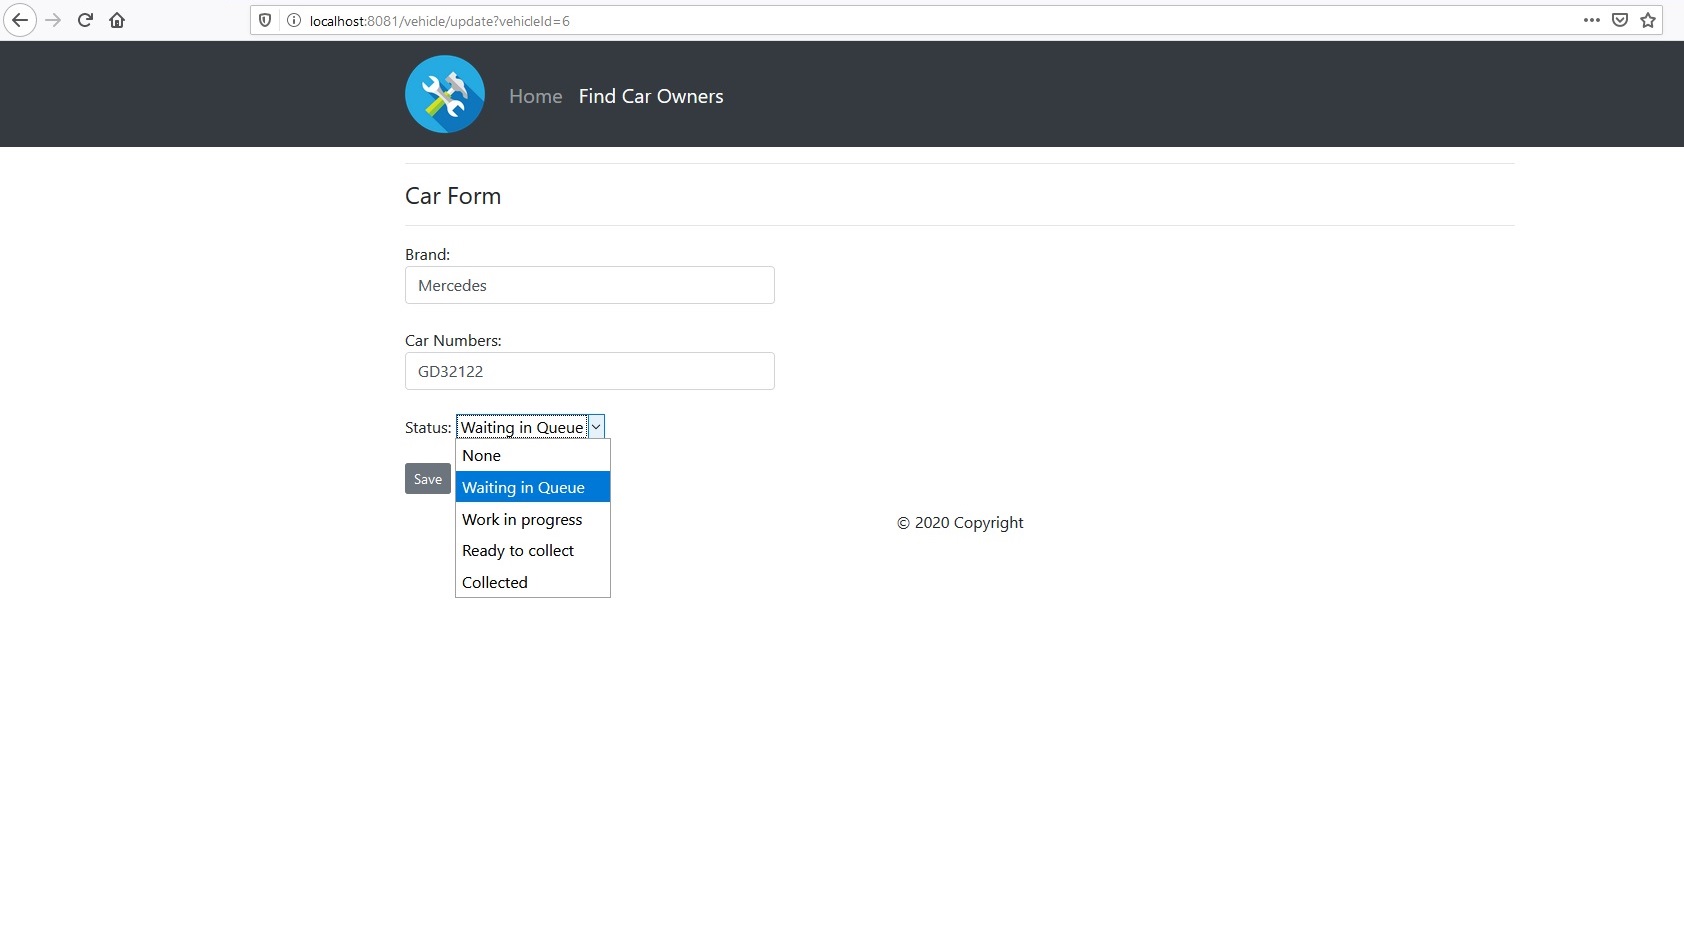 localhost:8081/vehicle/update?vehicleId=6
Home Find Car Owners
Car Form
Brand:
Mercedes
Car Numbers:
GD32122
Status: Waiting in Queue
None
Save
Waiting in Queue
Work in progress
Ready to collect
Collected
© 2020 Copyright